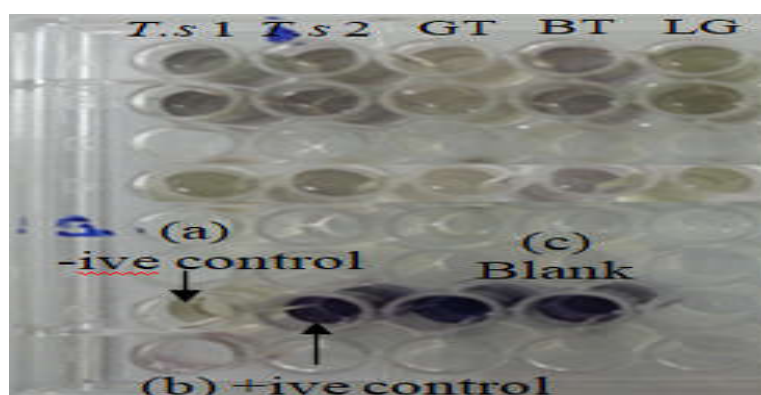 T.s 1 T.s 2 GT BT LG
(a)
-ive control
(c)
Blank
(b) +ive control